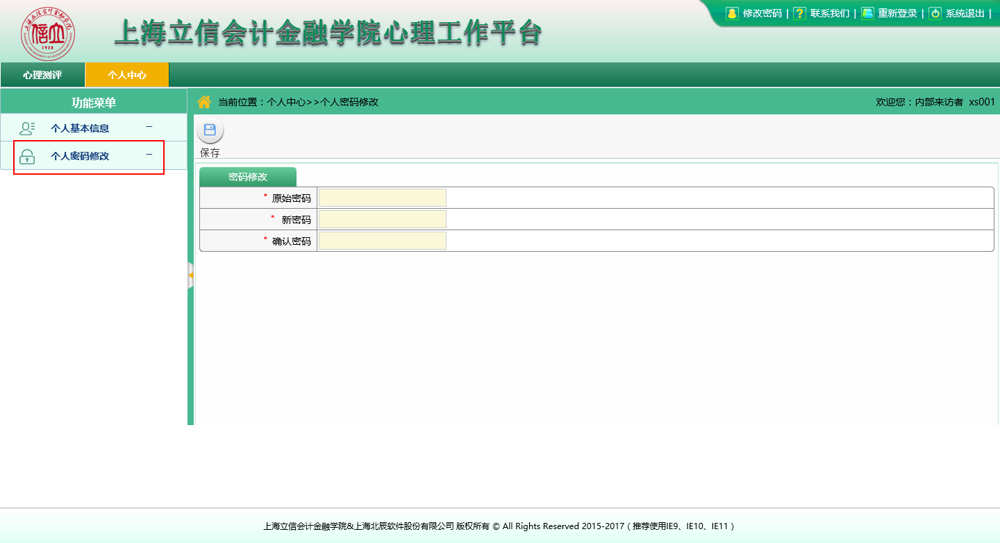 上海立信会计金融学院心理工作平台
修改密码 | 联系我们 | 重新登录 | 系统退出 |
信立
1928
心理测评 个人中心
功能菜单
当前位置：个人中心>>个人密码修改
欢迎您：内部来访者 xs001
个人基本信息
个人密码修改
保存
密码修改
* 原始密码
* 新密码
* 确认密码
上海立信会计金融学院&上海北辰软件股份有限公司 版权所有 © All Rights Reserved 2015-2017 ( 推荐使用IE9、IE10、IE11 )